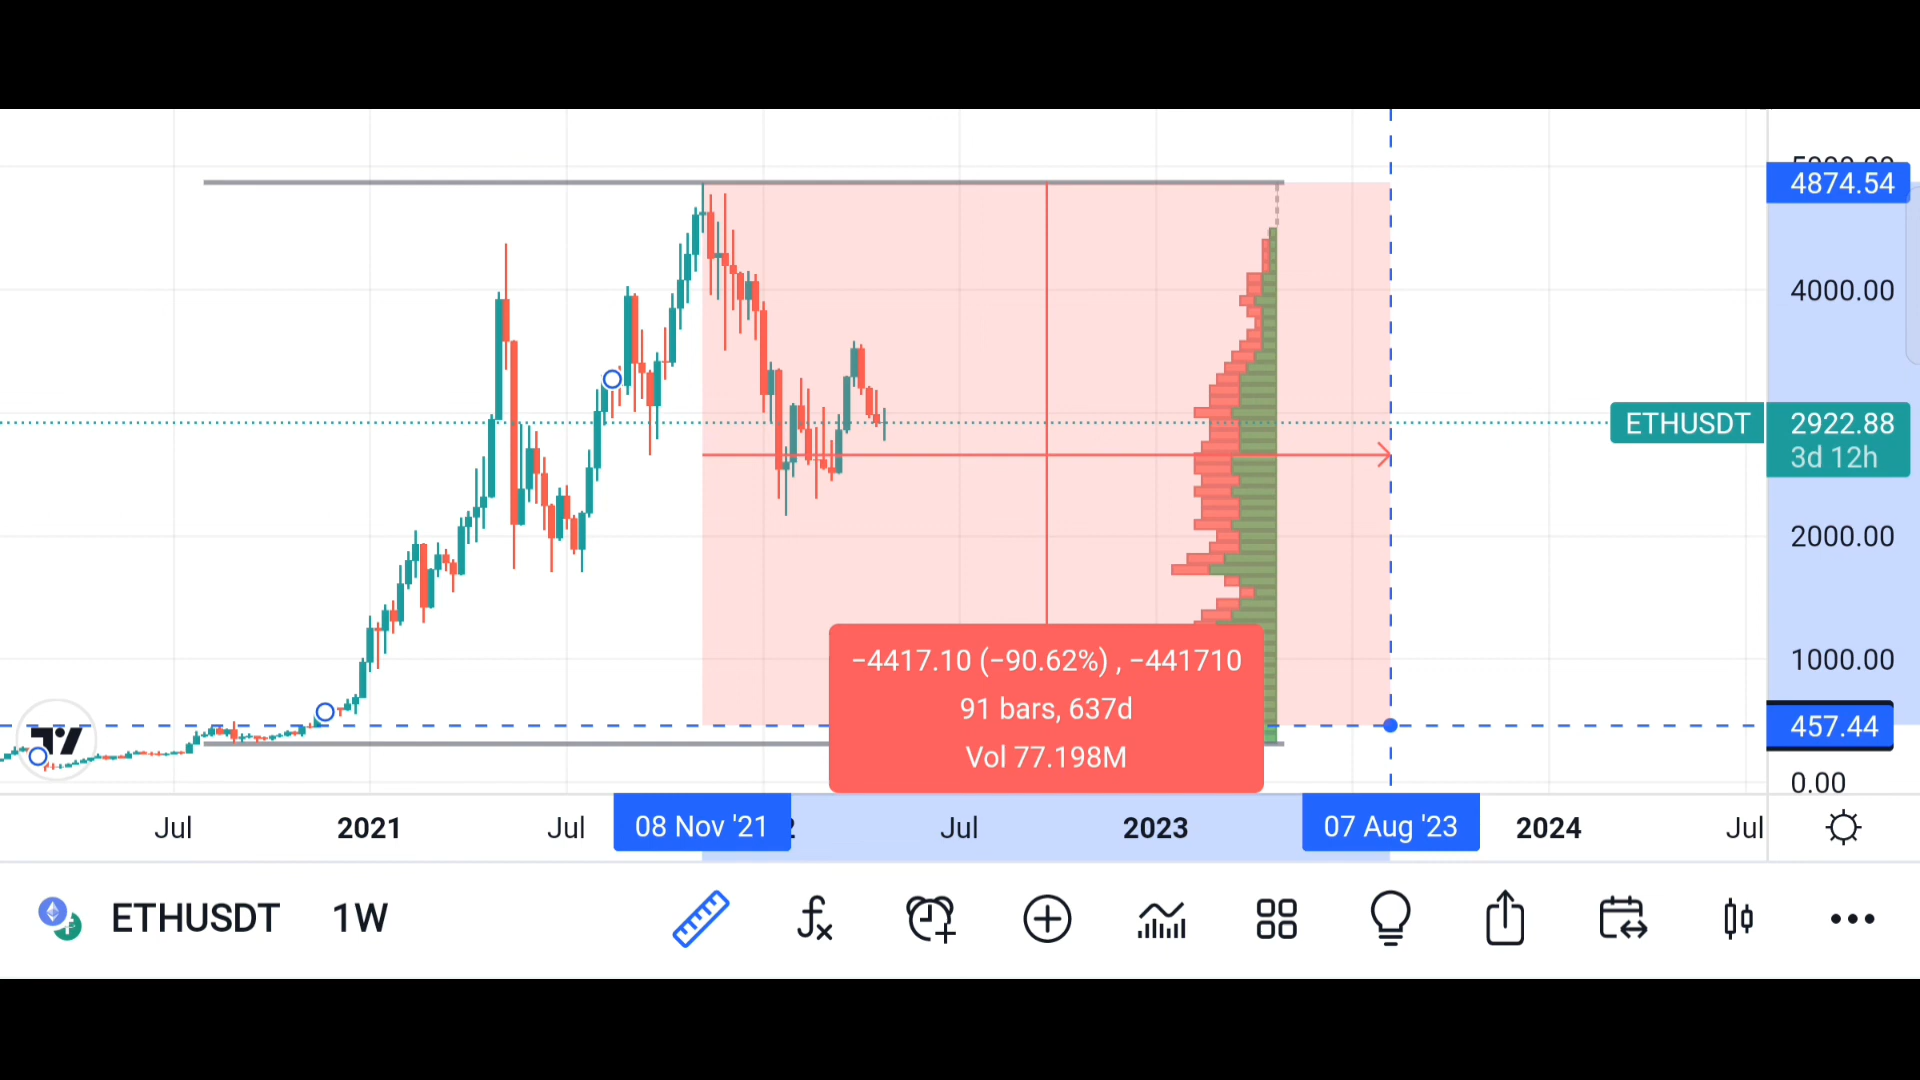 4874.54
4000.00
ETHUSDT 2922.88
3d 12h
2000.00
1000.00
−4417.10 (−90.62%) , −441710
91 bars, 637d
Vol 77.198M
457.44
0.00
Jul 2021 Jul 08 Nov '21 Jul 2023 07 Aug '23 2024 Jul
ETHUSDT 1W